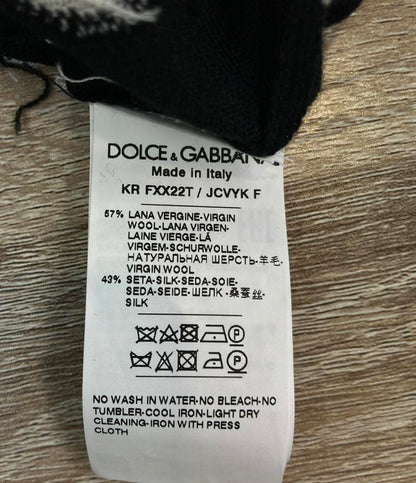 DOLCE & GABBANA
Made in Italy
KR FXX22T / JCVYK F
57% LANA VERGINE-VIRGIN
WOOL-LANA VIRGEN-
LAINE VIERGE-LÃ
VIRGEM-SCHURWOLLE-
НАТУРАЛЬНАЯ ШЕРСТЬ-羊毛-
VIRGIN WOOL
43% SETA-SILK-SEDA-SOIE-
SEDA-SEIDE-ШЕЛК -桑蚕丝-
SILK
P
P
NO WASH IN WATER-NO BLEACH-NO
TUMBLER-COOL IRON-LIGHT DRY
CLEANING-IRON WITH PRESS
CLOTH